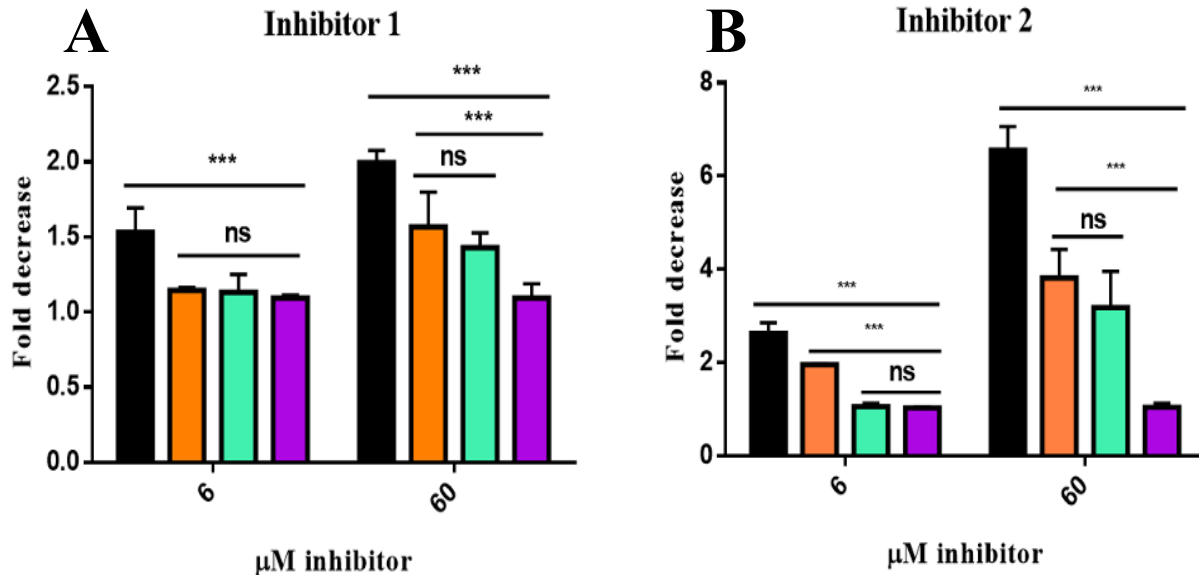 A
Inhibitor 1
Fold decrease
2.5
2.0
1.5
1.0
0.5
0.0
***
ns
***
***
ns
6
60
μM inhibitor
B
Inhibitor 2
Fold decrease
8
6
4
2
0
***
***
ns
***
***
ns
6
60
μM inhibitor